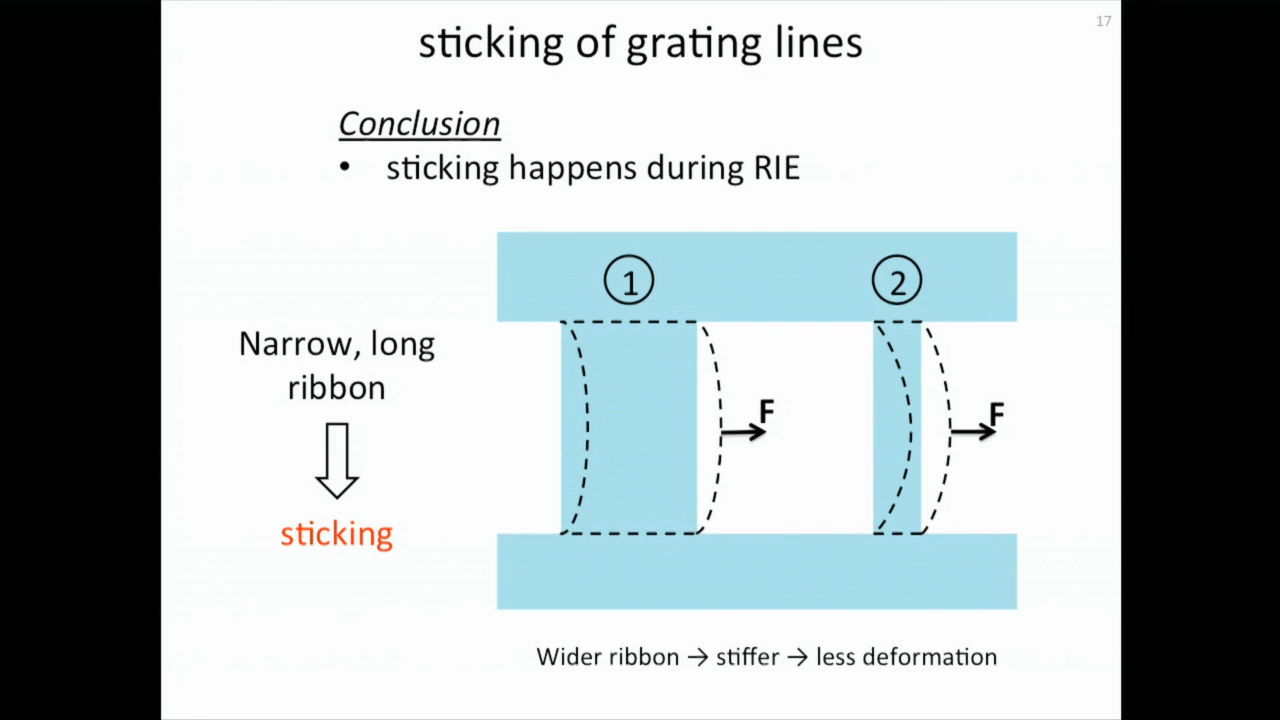 17
sticking of grating lines
Conclusion
• sticking happens during RIE
1
2
Narrow, long
ribbon
F
F
sticking
Wider ribbon → stiffer → less deformation